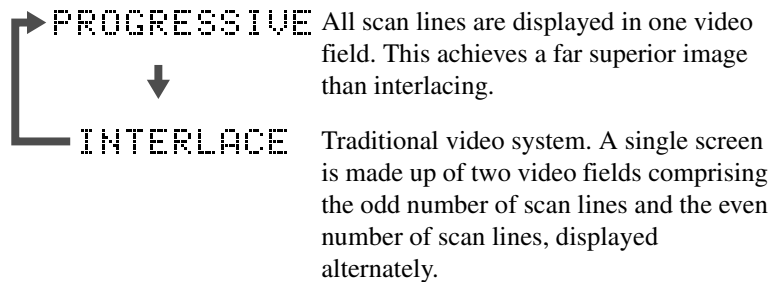 PROGRESSIVE All scan lines are displayed in one video
field. This achieves a far superior image
than interlacing.
INTERLACE Traditional video system. A single screen
is made up of two video fields comprising
the odd number of scan lines and the even
number of scan lines, displayed
alternately.